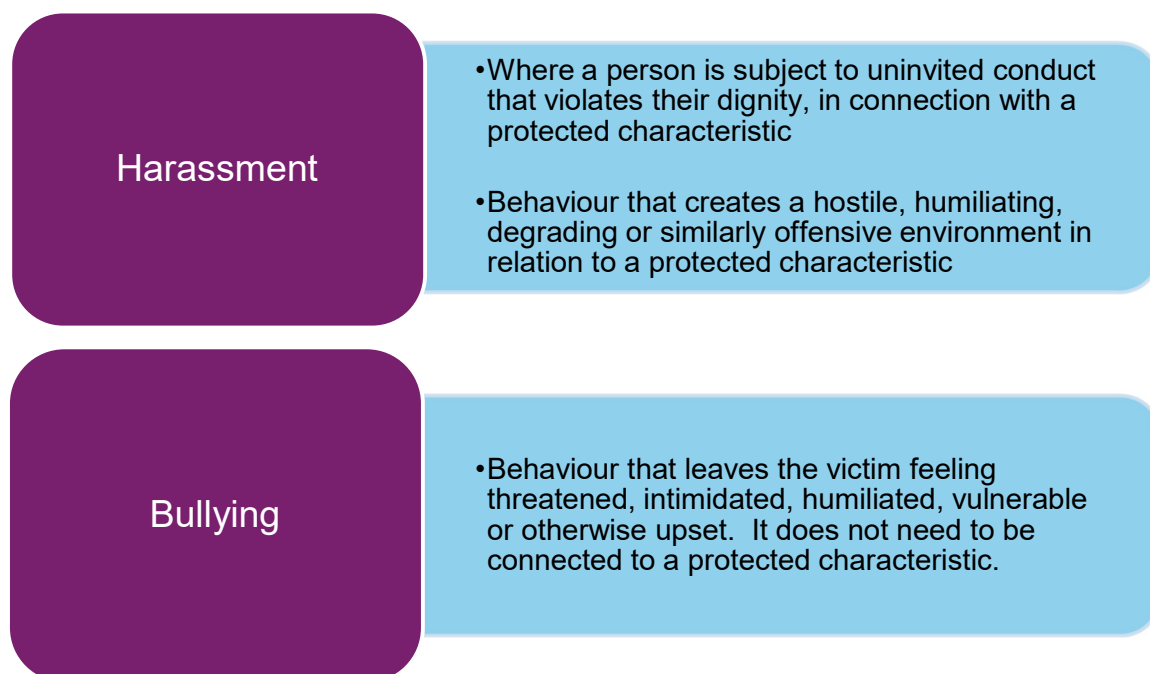 Harassment
•Where a person is subject to uninvited conduct
that violates their dignity, in connection with a
protected characteristic
•Behaviour that creates a hostile, humiliating,
degrading or similarly offensive environment in
relation to a protected characteristic
Bullying
•Behaviour that leaves the victim feeling
threatened, intimidated, humiliated, vulnerable
or otherwise upset.  It does not need to be
connected to a protected characteristic.